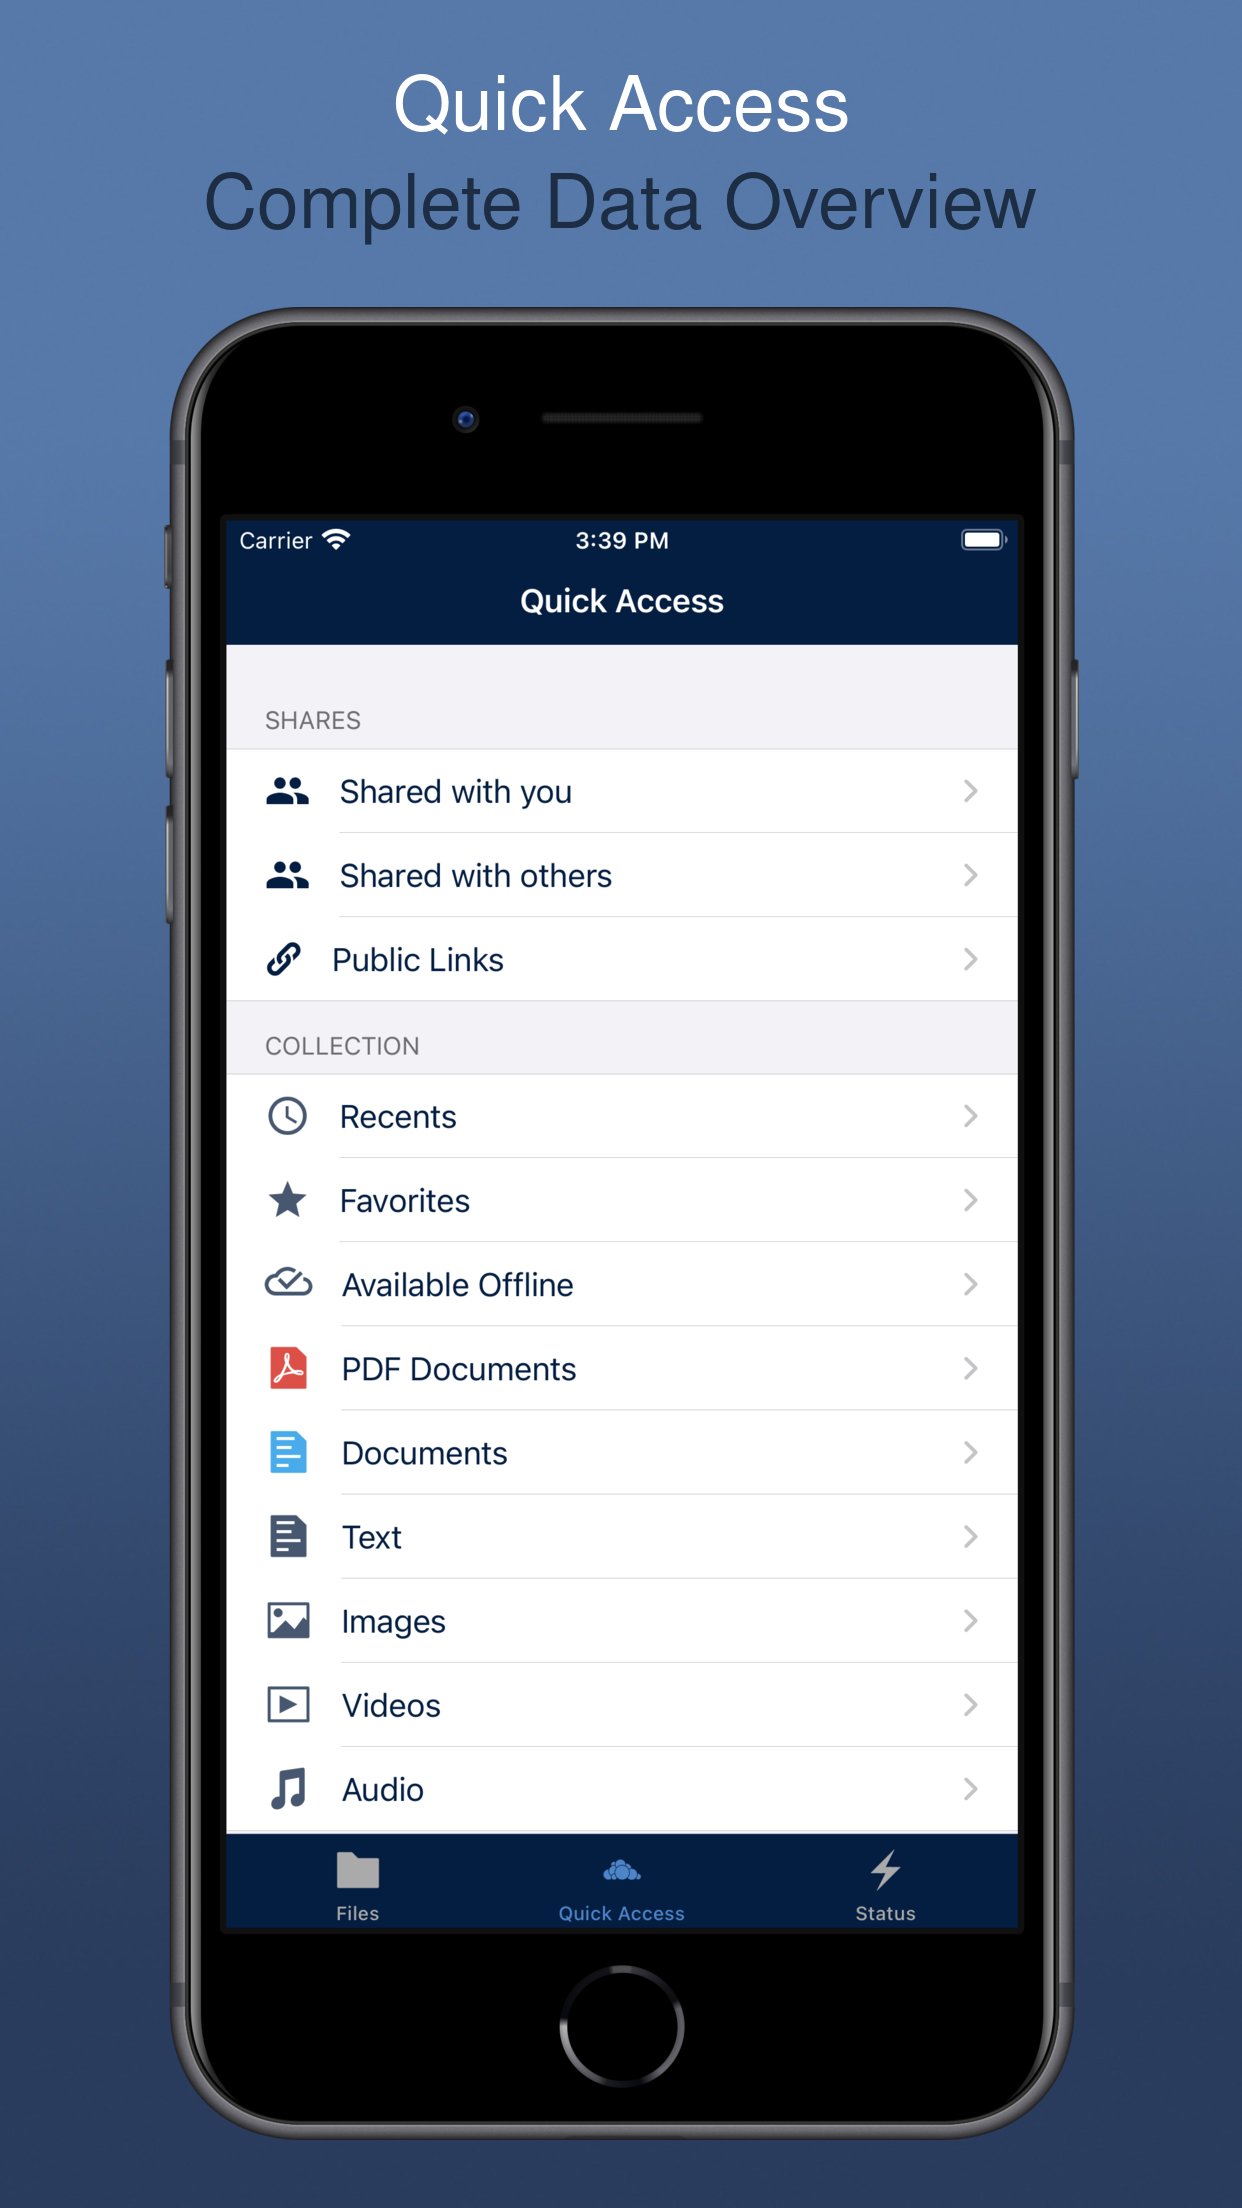 Quick Access
Complete Data Overview
Carrier 3:39 PM
Quick Access
SHARES
Shared with you
Shared with others
Public Links
COLLECTION
Recents
Favorites
Available Offline
PDF Documents
Documents
Text
Images
Videos
Audio
Files Quick Access Status